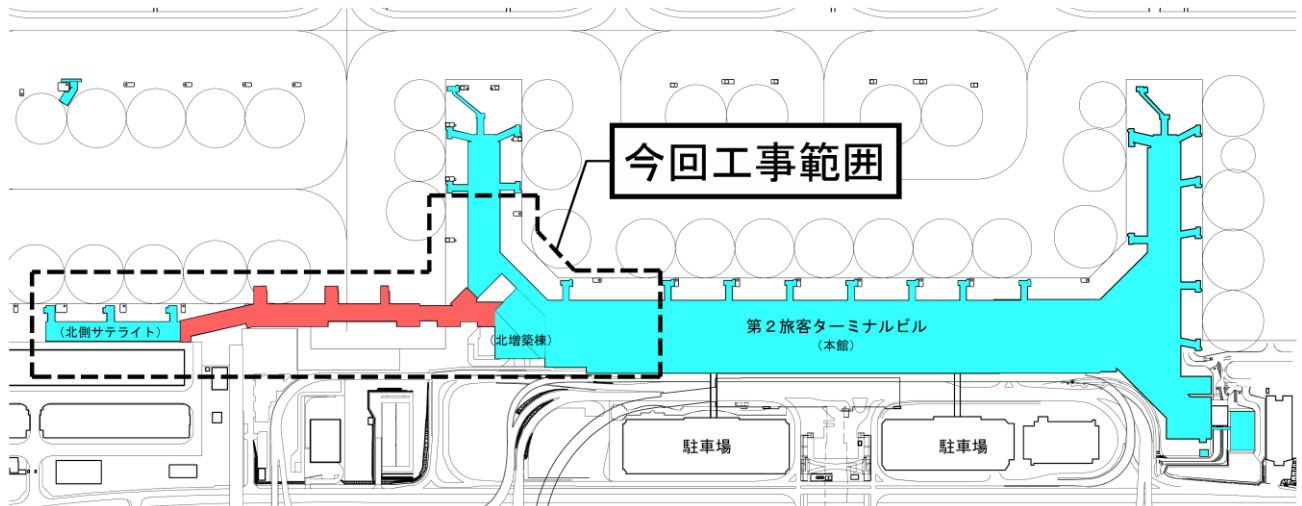 今回工事範囲
（北側サテライト）
（北増築棟）
第２旅客ターミナルビル
（本館）
駐車場
駐車場